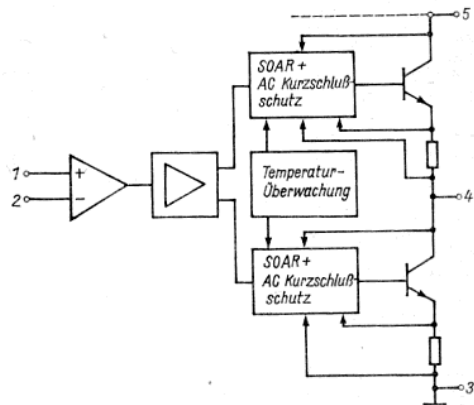 5
SOAR +
AC Kurzschluß
schutz
1
+
2
−
Temperatur-
Überwachung
4
SOAR +
AC Kurzschluß
schutz
3